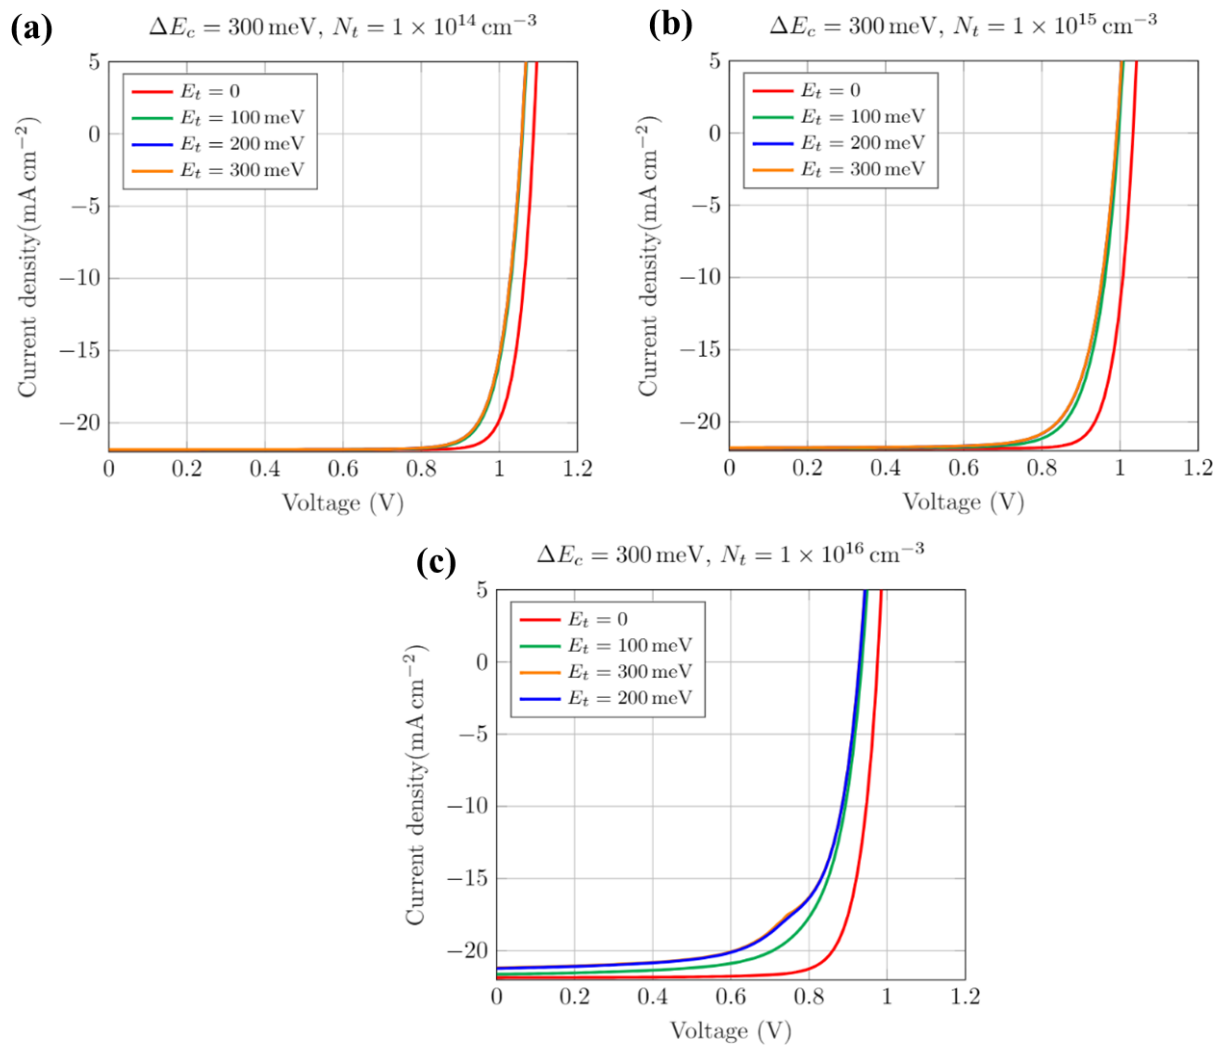 (a)
ΔE_c = 300 meV, N_t = 1 × 10^14 cm^−3
E_t = 0
E_t = 100 meV
E_t = 200 meV
E_t = 300 meV
5
0
−5
−10
−15
−20
Current density(mA cm^−2)
0 0.2 0.4 0.6 0.8 1 1.2
Voltage (V)
(b)
ΔE_c = 300 meV, N_t = 1 × 10^15 cm^−3
E_t = 0
E_t = 100 meV
E_t = 200 meV
E_t = 300 meV
5
0
−5
−10
−15
−20
Current density(mA cm^−2)
0 0.2 0.4 0.6 0.8 1 1.2
Voltage (V)
(c)
ΔE_c = 300 meV, N_t = 1 × 10^16 cm^−3
E_t = 0
E_t = 100 meV
E_t = 300 meV
E_t = 200 meV
5
0
−5
−10
−15
−20
Current density(mA cm^−2)
0 0.2 0.4 0.6 0.8 1 1.2
Voltage (V)